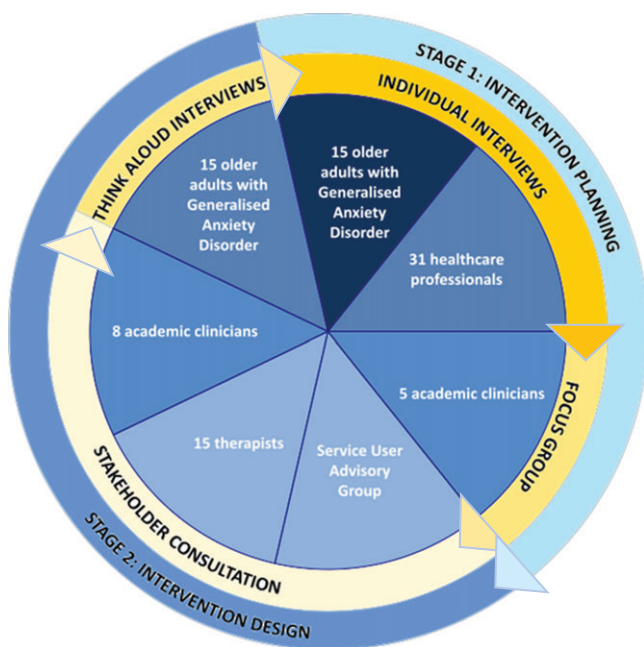 STAGE 1: INTERVENTION PLANNING
INDIVIDUAL INTERVIEWS
15 older
adults with
Generalised
Anxiety
Disorder
31 healthcare
professionals
FOCUS GROUP
5 academic clinicians
STAGE 2: INTERVENTION DESIGN
STAKEHOLDER CONSULTATION
Service User
Advisory
Group
15 therapists
8 academic clinicians
THINK ALOUD INTERVIEWS
15 older
adults with
Generalised
Anxiety
Disorder